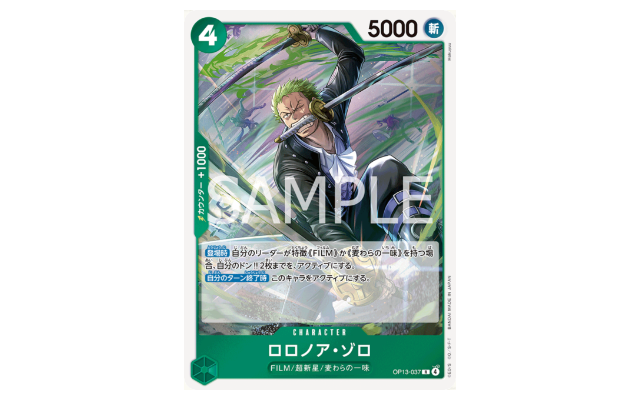 4
5000 斬
カウンター +1000
SAMPLE
登場時 自分のリーダーが特徴《FILM》か《麦わらの一味》を持つ場
合、自分のドン!!2枚までを、アクティブにする。
自分のターン終了時 このキャラをアクティブにする。
CHARACTER
ロロノア・ゾロ
FILM/超新星/麦わらの一味
OP13-037 R